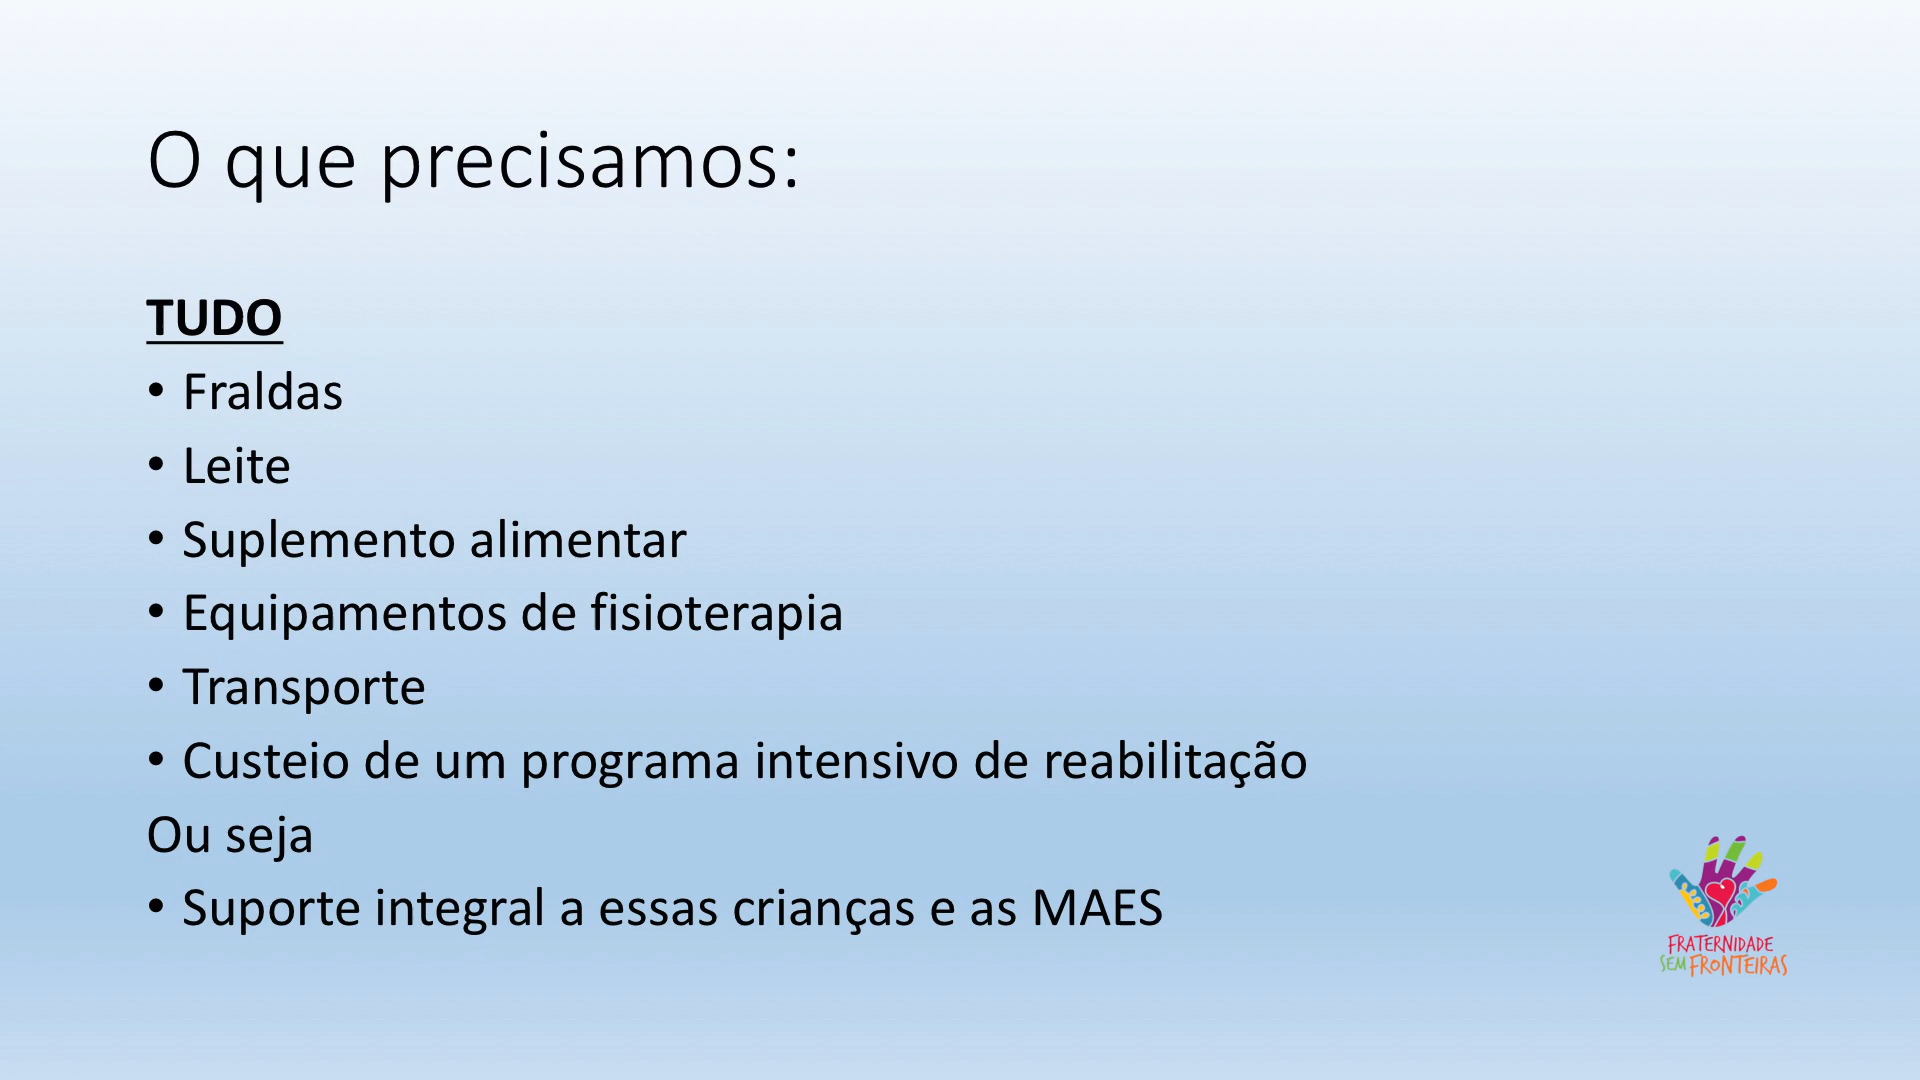 O que precisamos:
TUDO
• Fraldas
• Leite
• Suplemento alimentar
• Equipamentos de fisioterapia
• Transporte
• Custeio de um programa intensivo de reabilitação
Ou seja
• Suporte integral a essas crianças e as MAES
FRATERNIDADE
SEM FRONTEIRAS